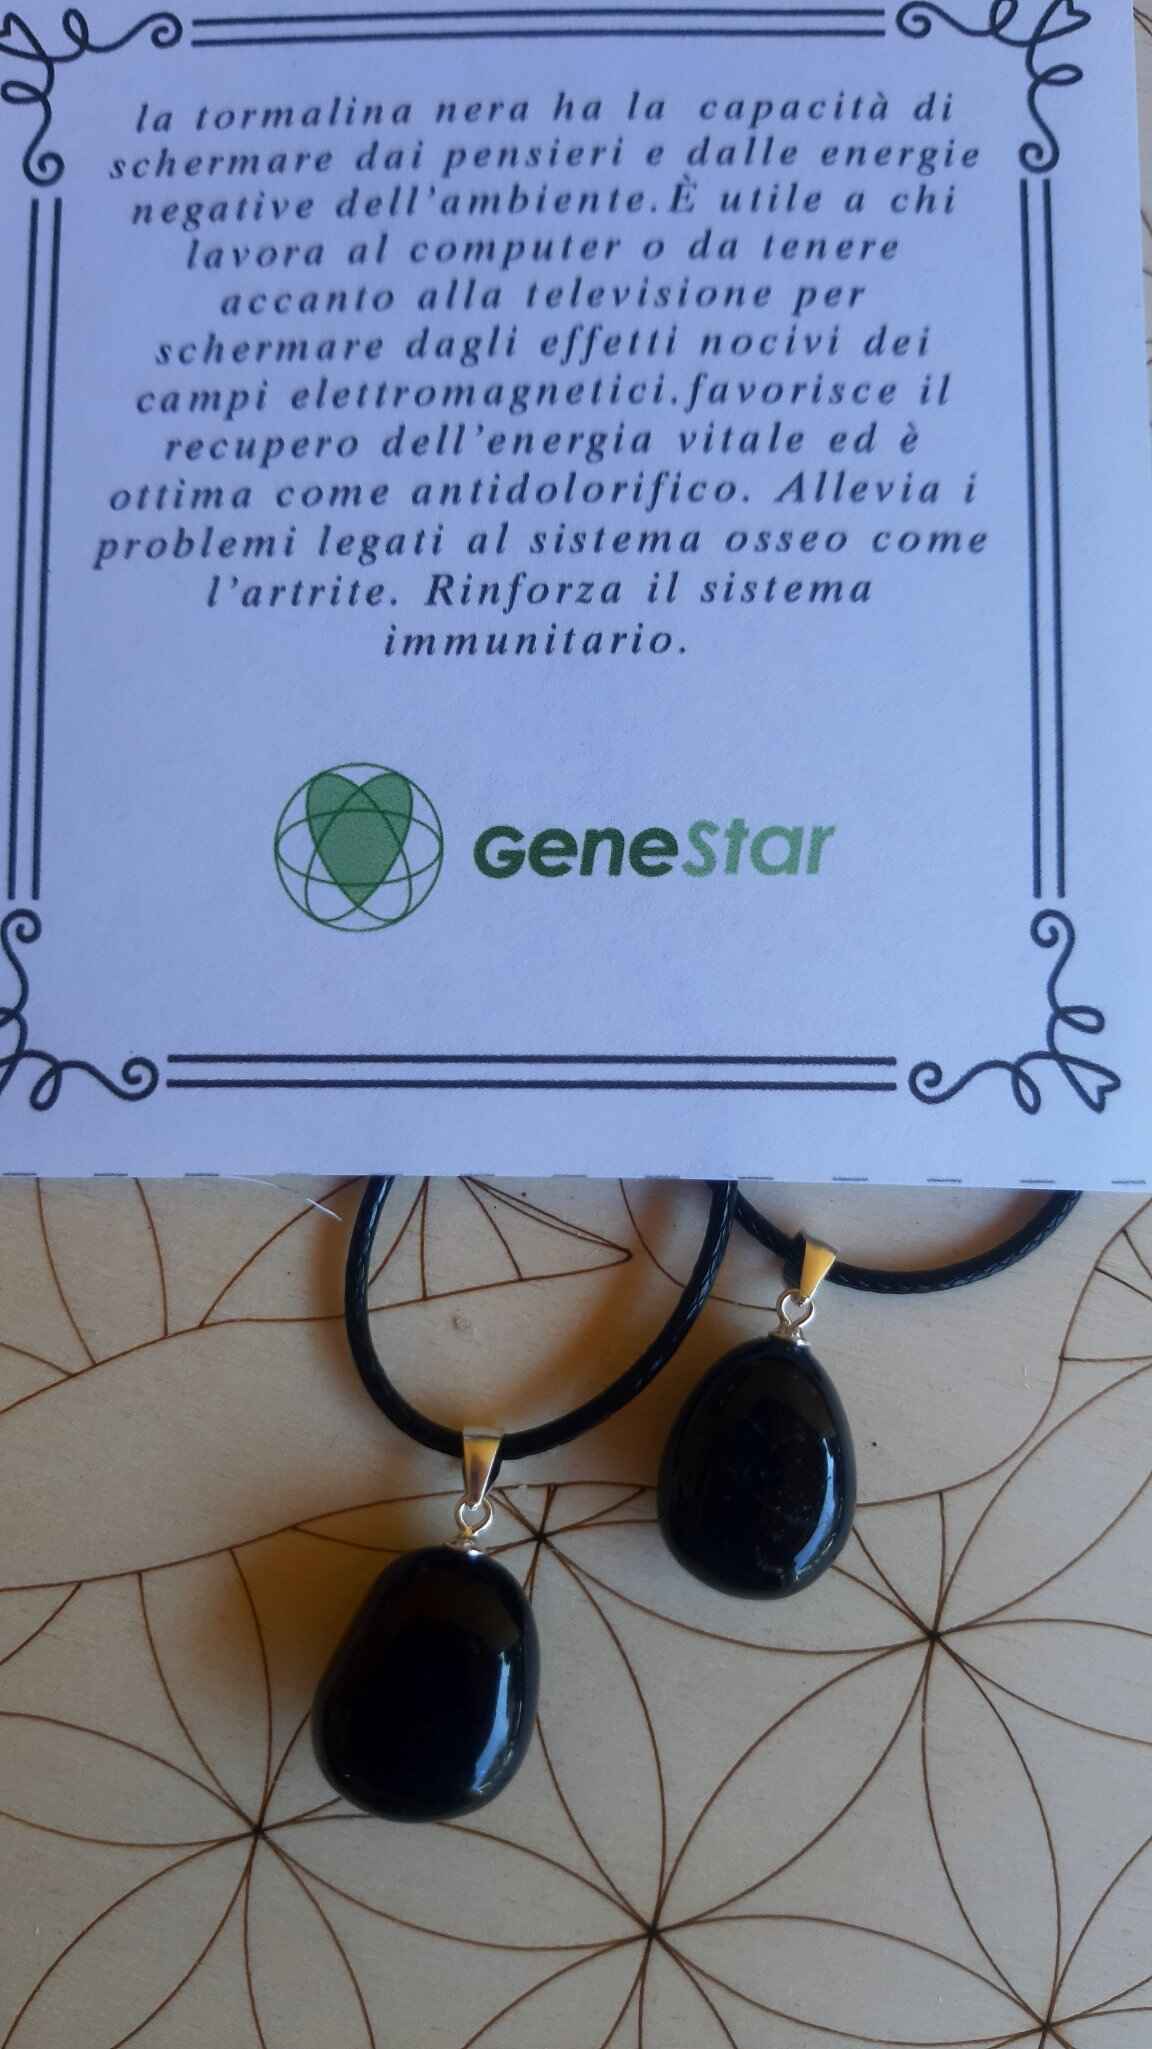 la tormalina nera ha la capacità di
schermare dai pensieri e dalle energie
negative dell'ambiente.È utile a chi
lavora al computer o da tenere
accanto alla televisione per
schermare dagli effetti nocivi dei
campi elettromagnetici.favorisce il
recupero dell'energia vitale ed è
ottima come antidolorifico. Allevia i
problemi legati al sistema osseo come
l'artrite. Rinforza il sistema
immunitario.
GeneStar